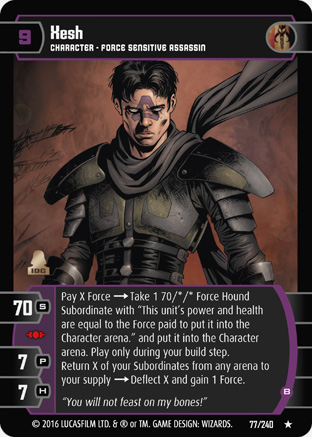 9
Xesh
CHARACTER • FORCE SENSITIVE ASSASSIN
IDC
70 S
7 P
7 H
Pay X Force → Take 1 70/*/* Force Hound
Subordinate with “This unit's power and health
are equal to the Force paid to put it into the
Character arena.” and put it into the Character
arena. Play only during your build step.
Return X of your Subordinates from any arena to
your supply → Deflect X and gain 1 Force.
“You will not feast on my bones!”
B
© 2016 LUCASFILM LTD. & ® or TM. GAME DESIGN: WIZARDS.
77/240 ★